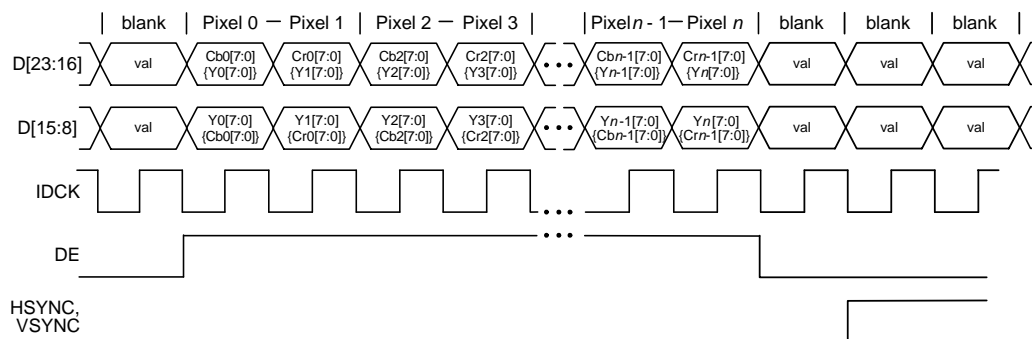 blank Pixel 0 — Pixel 1 Pixel 2 — Pixel 3 Pixel n - 1 — Pixel n blank blank blank
D[23:16] val Cb0[7:0] {Y0[7:0]} Cr0[7:0] {Y1[7:0]} Cb2[7:0] {Y2[7:0]} Cr2[7:0] {Y3[7:0]} ••• Cbn-1[7:0] {Yn-1[7:0]} Crn-1[7:0] {Yn[7:0]} val val val
D[15:8] val Y0[7:0] {Cb0[7:0]} Y1[7:0] {Cr0[7:0]} Y2[7:0] {Cb2[7:0]} Y3[7:0] {Cr2[7:0]} ••• Yn-1[7:0] {Cbn-1[7:0]} Yn[7:0] {Crn-1[7:0]} val val val
IDCK •••
DE •••
HSYNC,
VSYNC